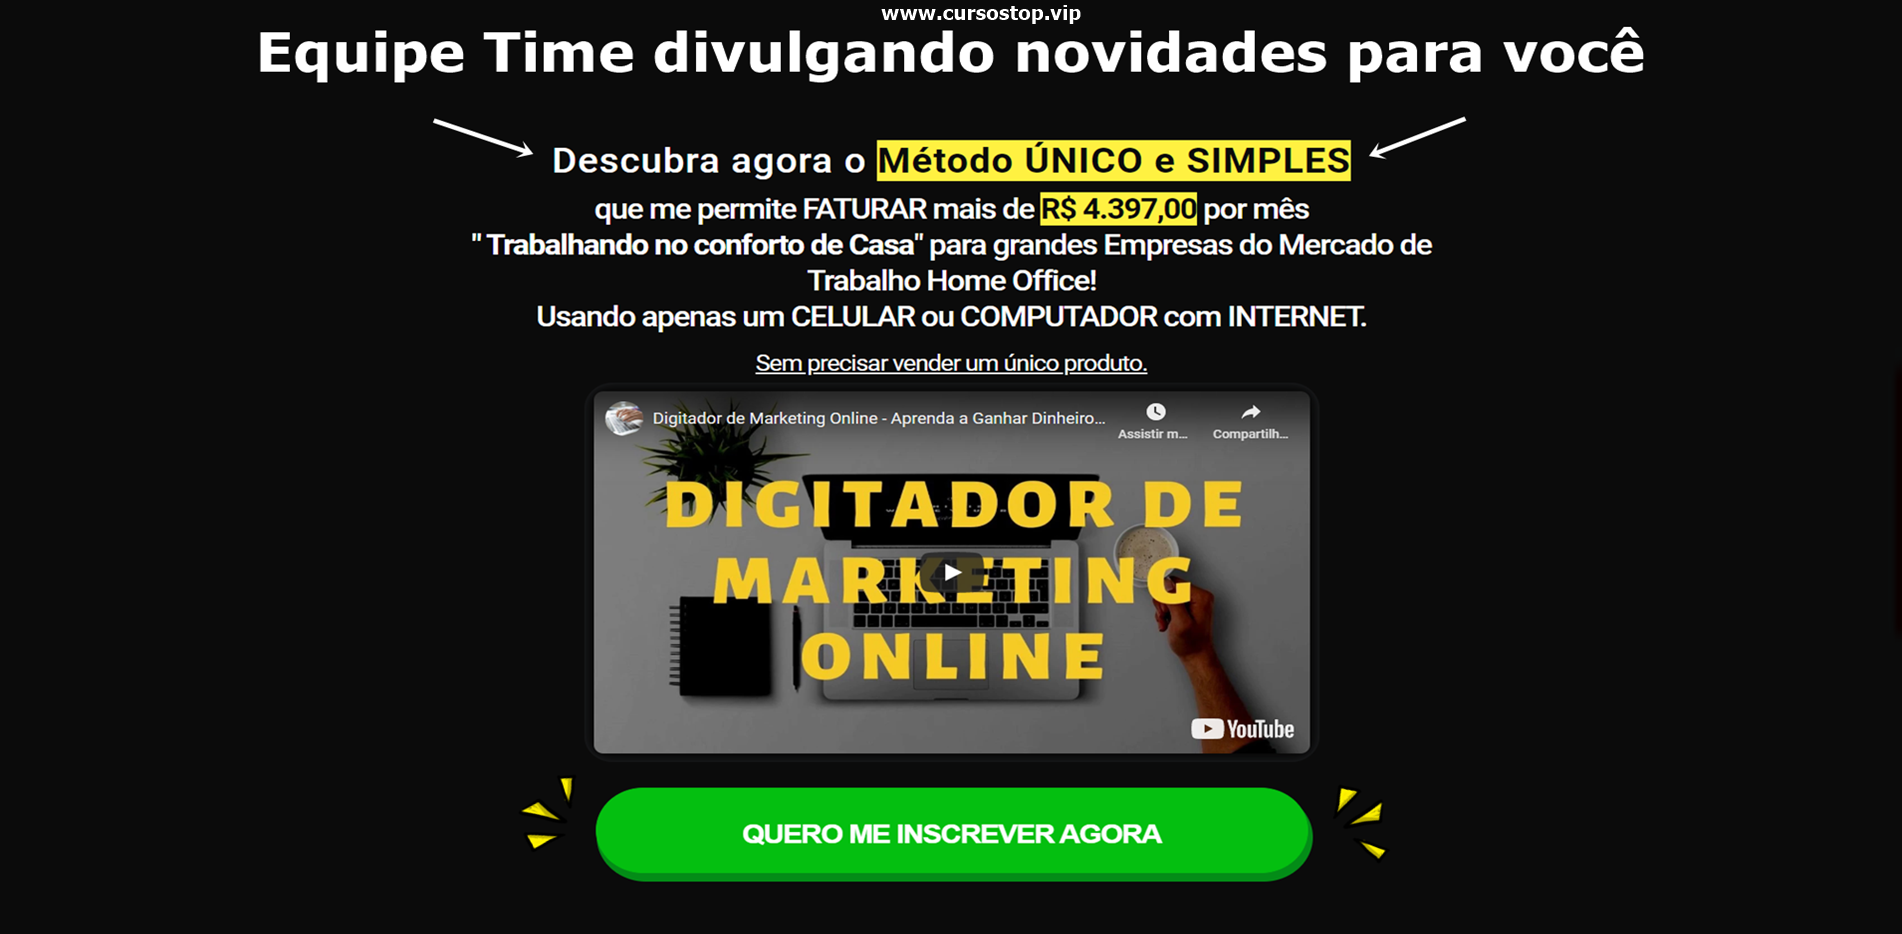 www.cursostop.vip
Equipe Time divulgando novidades para você
Descubra agora o Método ÚNICO e SIMPLES
que me permite FATURAR mais de R$ 4.397,00 por mês
" Trabalhando no conforto de Casa" para grandes Empresas do Mercado de
Trabalho Home Office!
Usando apenas um CELULAR ou COMPUTADOR com INTERNET.
Sem precisar vender um único produto.
Digitador de Marketing Online - Aprenda a Ganhar Dinheiro...
Assistir m...
Compartilh...
DIGITADOR DE
MARKETING
ONLINE
YouTube
QUERO ME INSCREVER AGORA